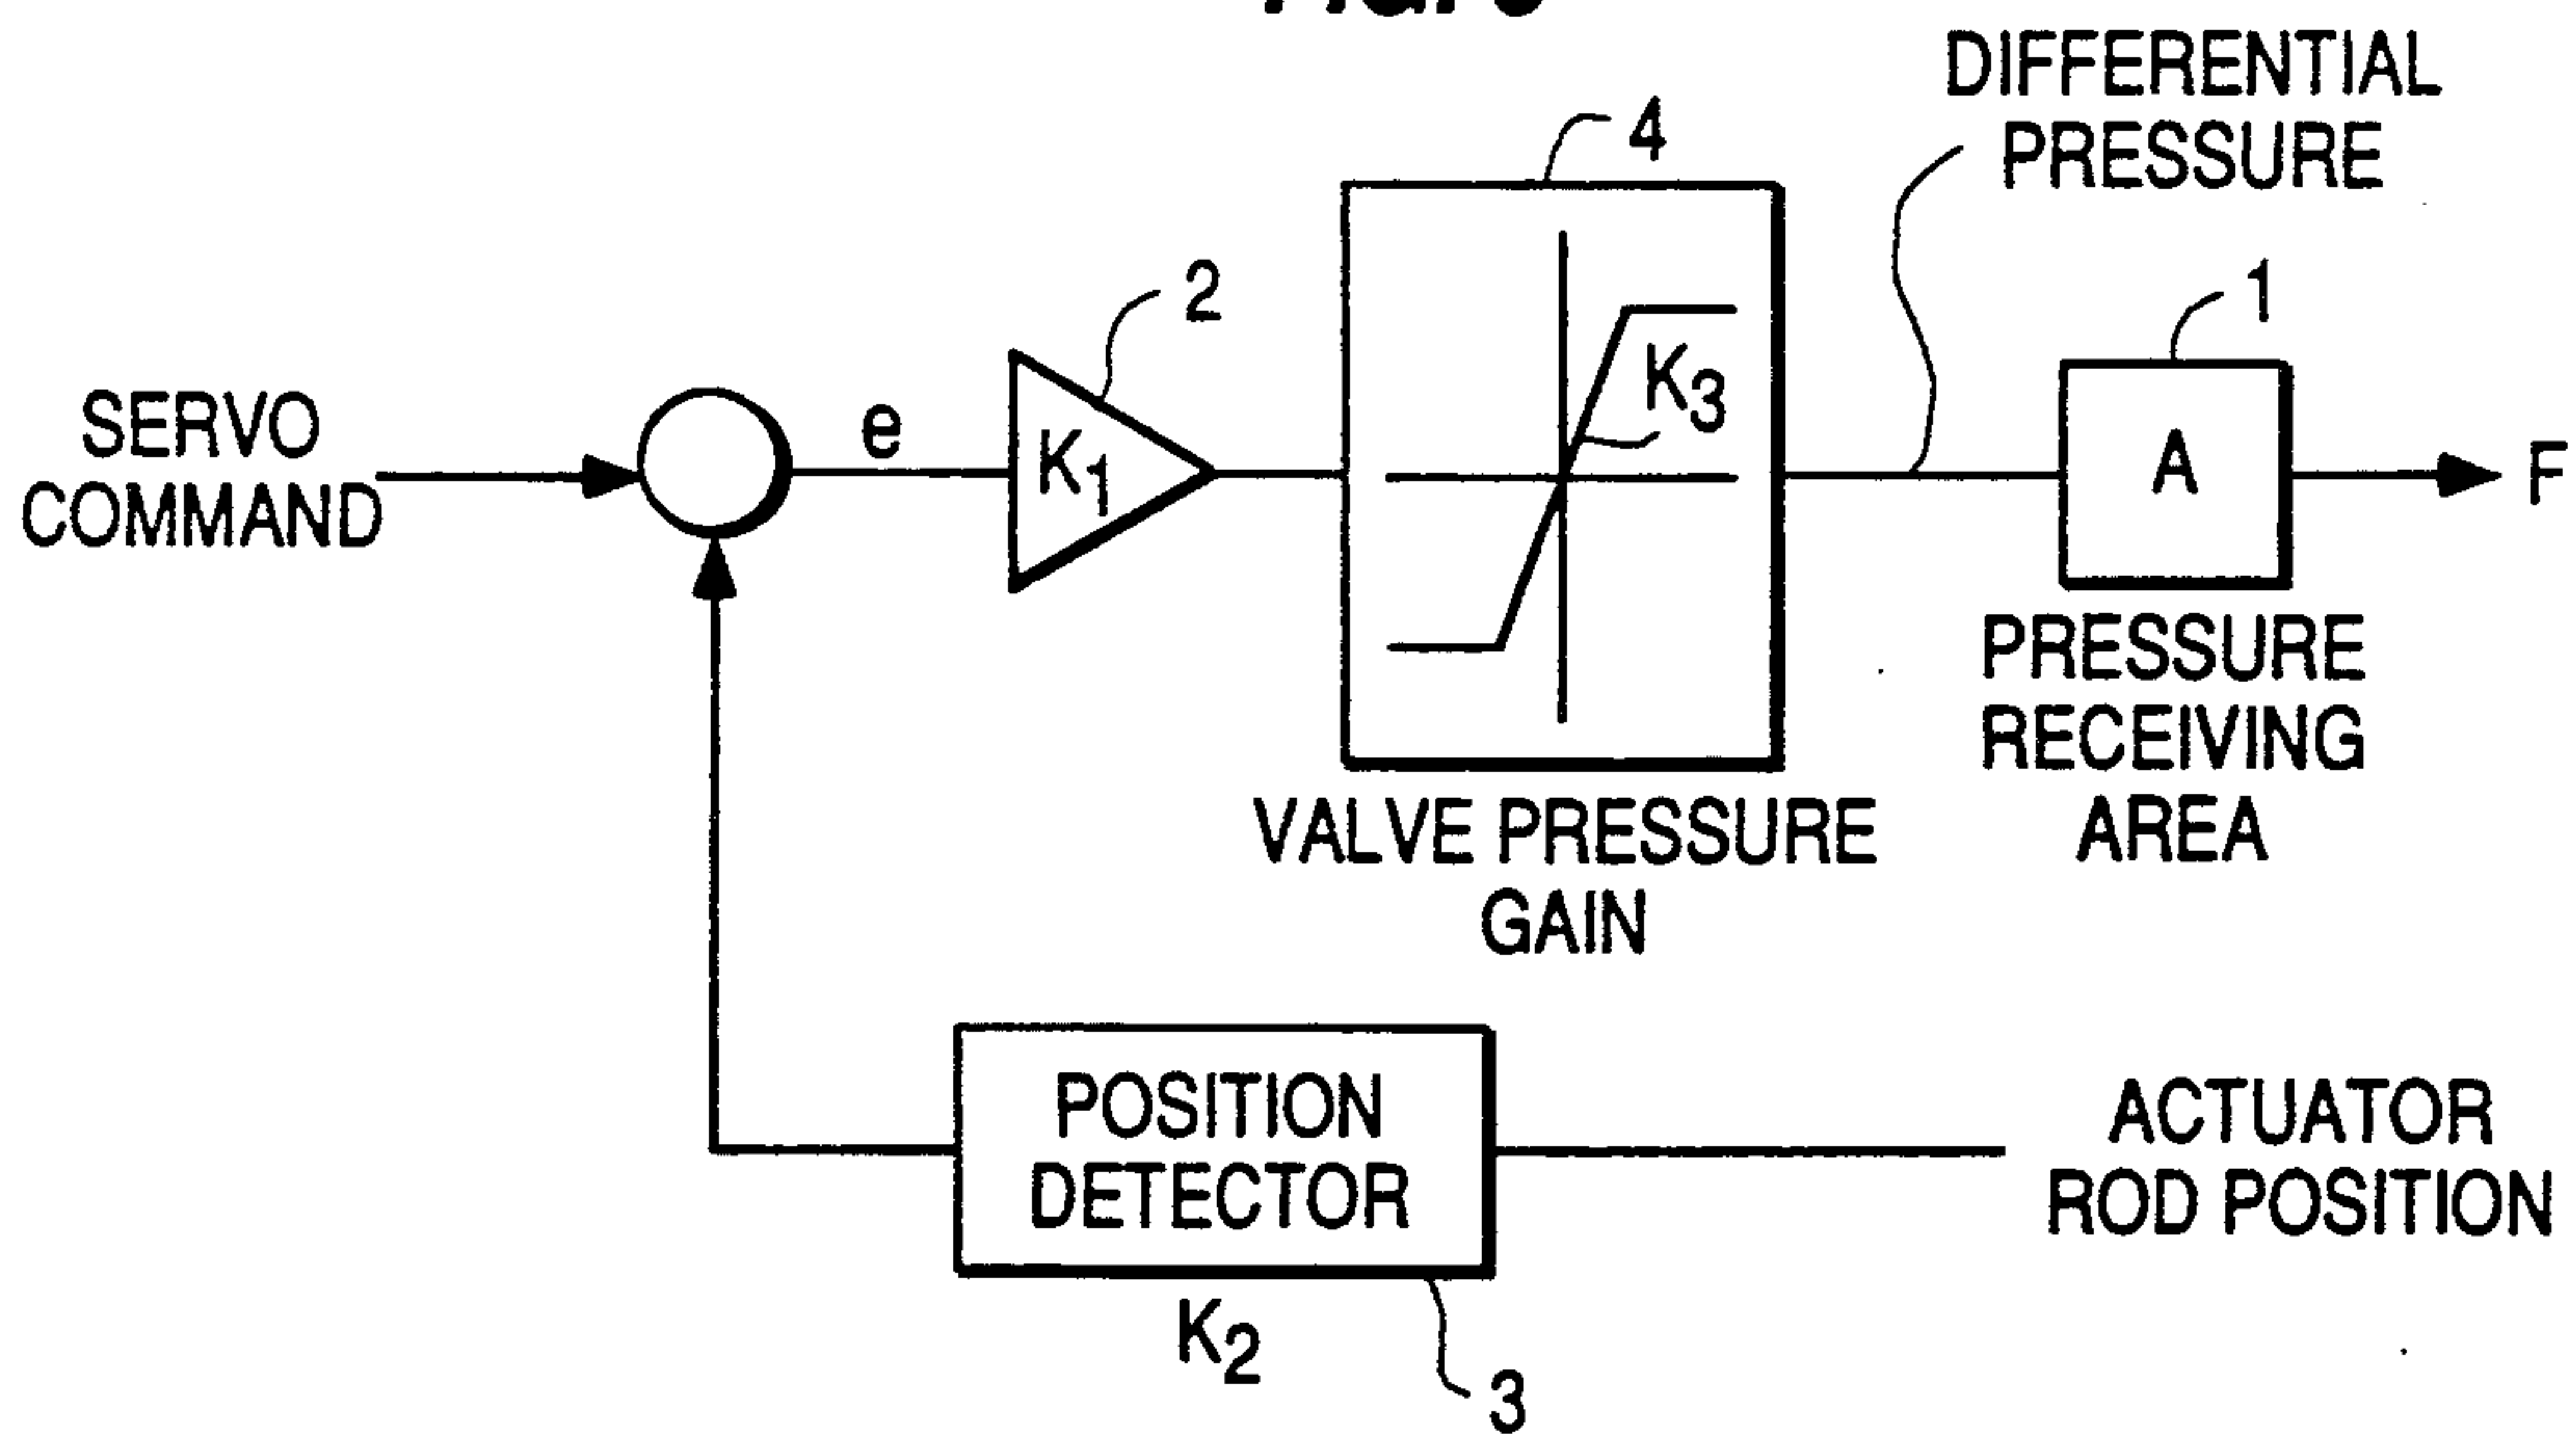 DIFFERENTIAL
PRESSURE
4
2
1
K3
SERVO
COMMAND
e
K1
A
F
PRESSURE
RECEIVING
AREA
VALVE PRESSURE
GAIN
POSITION
DETECTOR
ACTUATOR
ROD POSITION
K2
3